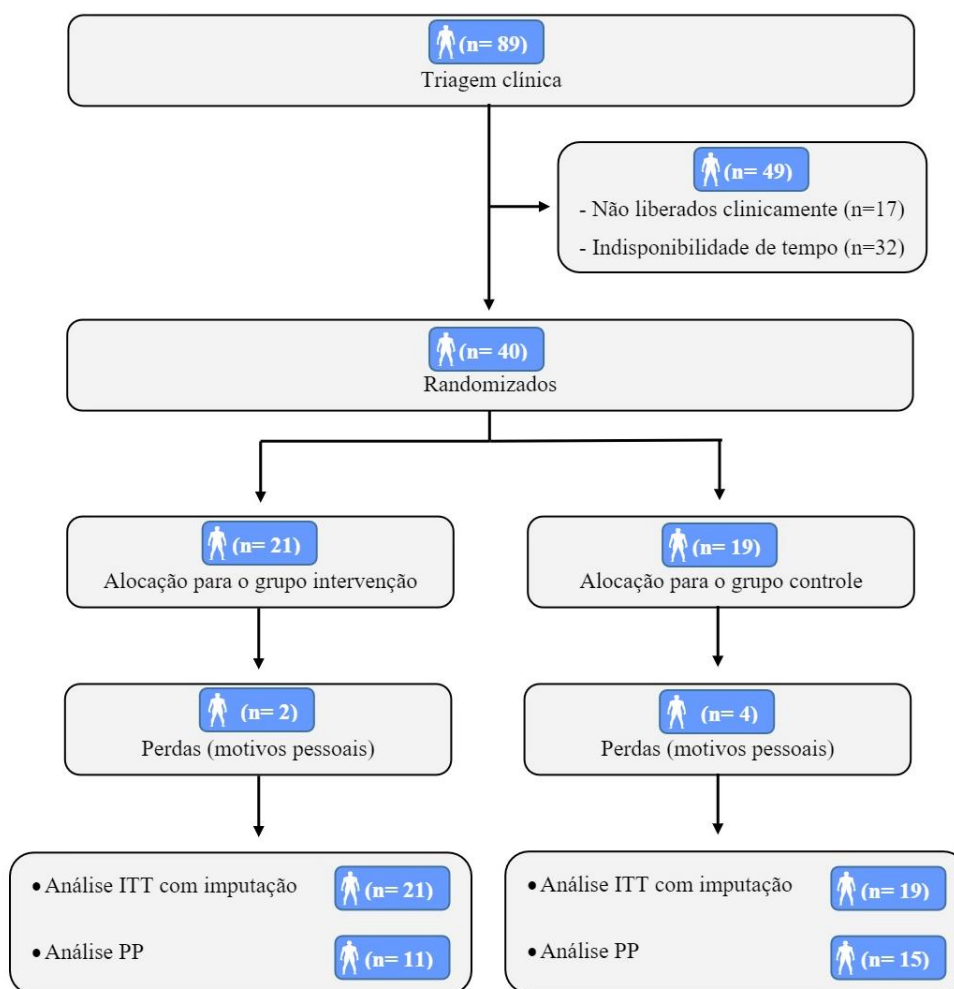 (n= 89)
Triagem clínica
(n= 49)
- Não liberados clinicamente (n=17)
- Indisponibilidade de tempo (n=32)
(n= 40)
Randomizados
(n= 21)
Alocação para o grupo intervenção
(n= 19)
Alocação para o grupo controle
(n= 2)
Perdas (motivos pessoais)
(n= 4)
Perdas (motivos pessoais)
• Análise ITT com imputação (n= 21)
• Análise PP (n= 11)
• Análise ITT com imputação (n= 19)
• Análise PP (n= 15)